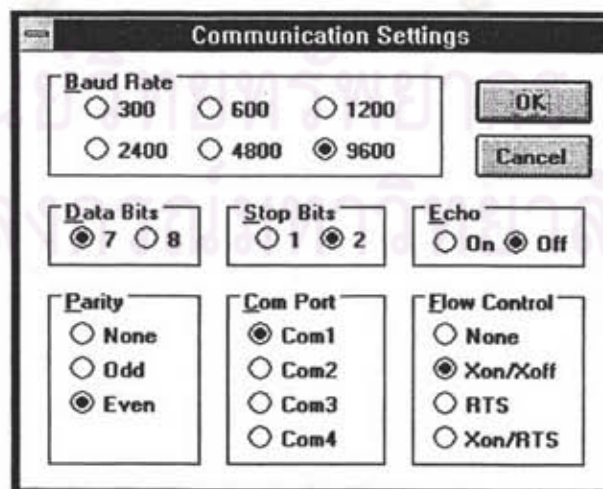 Communication Settings
Baud Rate
300 600 1200
2400 4800 9600
OK
Cancel
Data Bits
7 8
Stop Bits
1 2
Echo
On Off
Parity
None
Odd
Even
Com Port
Com1
Com2
Com3
Com4
Flow Control
None
Xon/Xoff
RTS
Xon/RTS